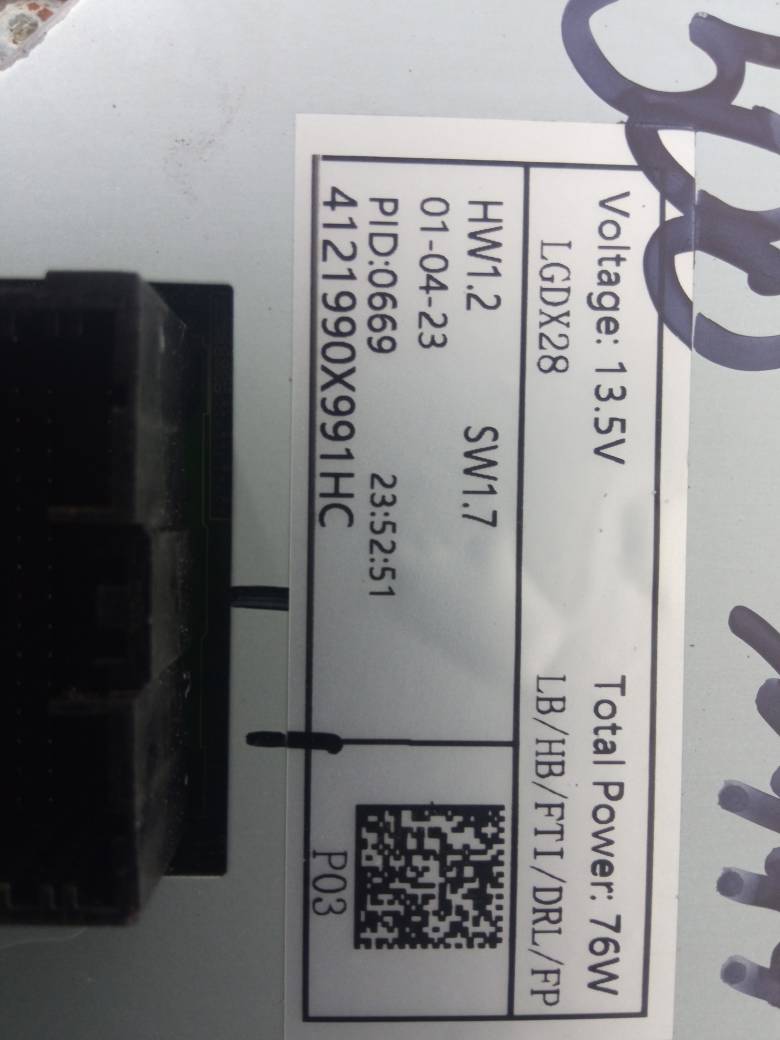 Voltage: 13.5V Total Power: 76W
LGDX28 LB/HB/FTI/DRL/FP
HW1.2 SW1.7
01-04-23
PID:0669 23:52:51
4121990X991HC
P03